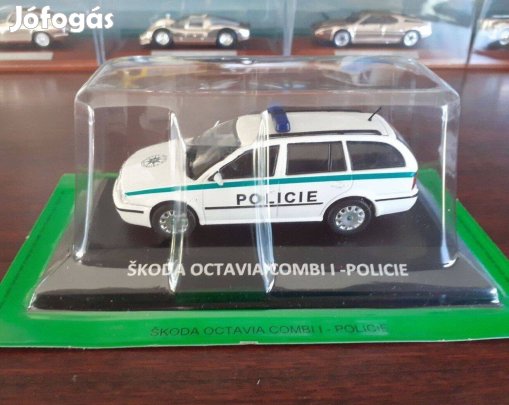 Jófogás
POLICIE
ŠKODA OCTAVIA COMBI I -POLICIE
ŠKODA OCTAVIA COMBI I - POLICIE